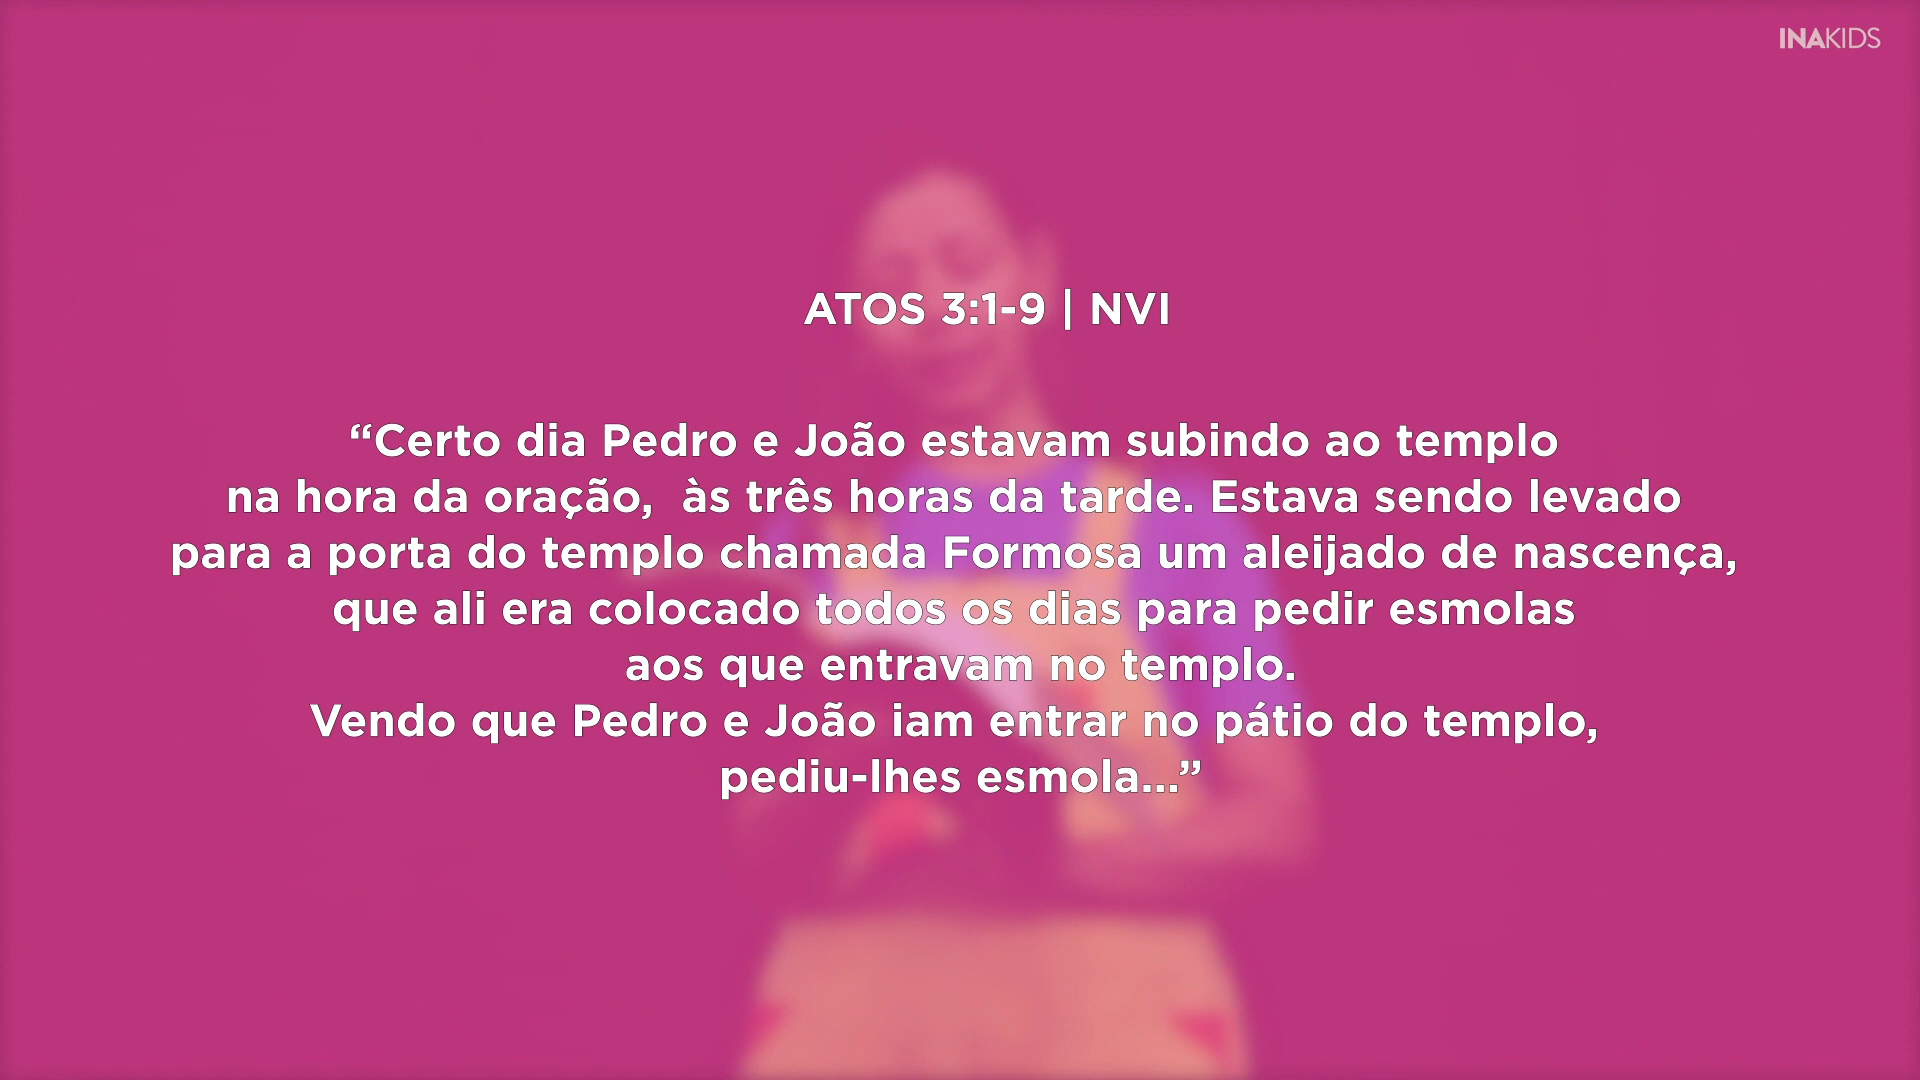 INAKIDS
ATOS 3:1-9 | NVI
“Certo dia Pedro e João estavam subindo ao templo
na hora da oração,  às três horas da tarde. Estava sendo levado
para a porta do templo chamada Formosa um aleijado de nascença,
que ali era colocado todos os dias para pedir esmolas
aos que entravam no templo.
Vendo que Pedro e João iam entrar no pátio do templo,
pediu-lhes esmola...”